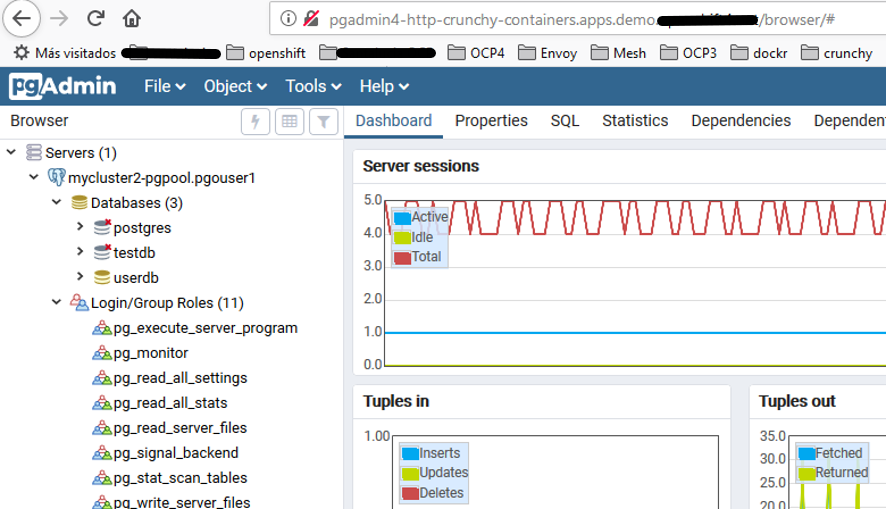 pgadmin4-http-crunchy-containers.apps.demo. /browser/#
Más visitados openshift OCP4 Envoy Mesh OCP3 dockr crunchy
pgAdmin File Object Tools Help
Browser
Dashboard Properties SQL Statistics Dependencies Dependen
Servers (1)
mycluster2-pgpool.pgouser1
Databases (3)
postgres
testdb
userdb
Login/Group Roles (11)
pg_execute_server_program
pg_monitor
pg_read_all_settings
pg_read_all_stats
pg_read_server_files
pg_signal_backend
pg_stat_scan_tables
pg_write_server_files
Server sessions
5.0
4.0
3.0
2.0
1.0
0.0
Active
Idle
Total
Tuples in
1.00
Inserts
Updates
Deletes
Tuples out
35.0
30.0
25.0
20.0
Fetched
Returned